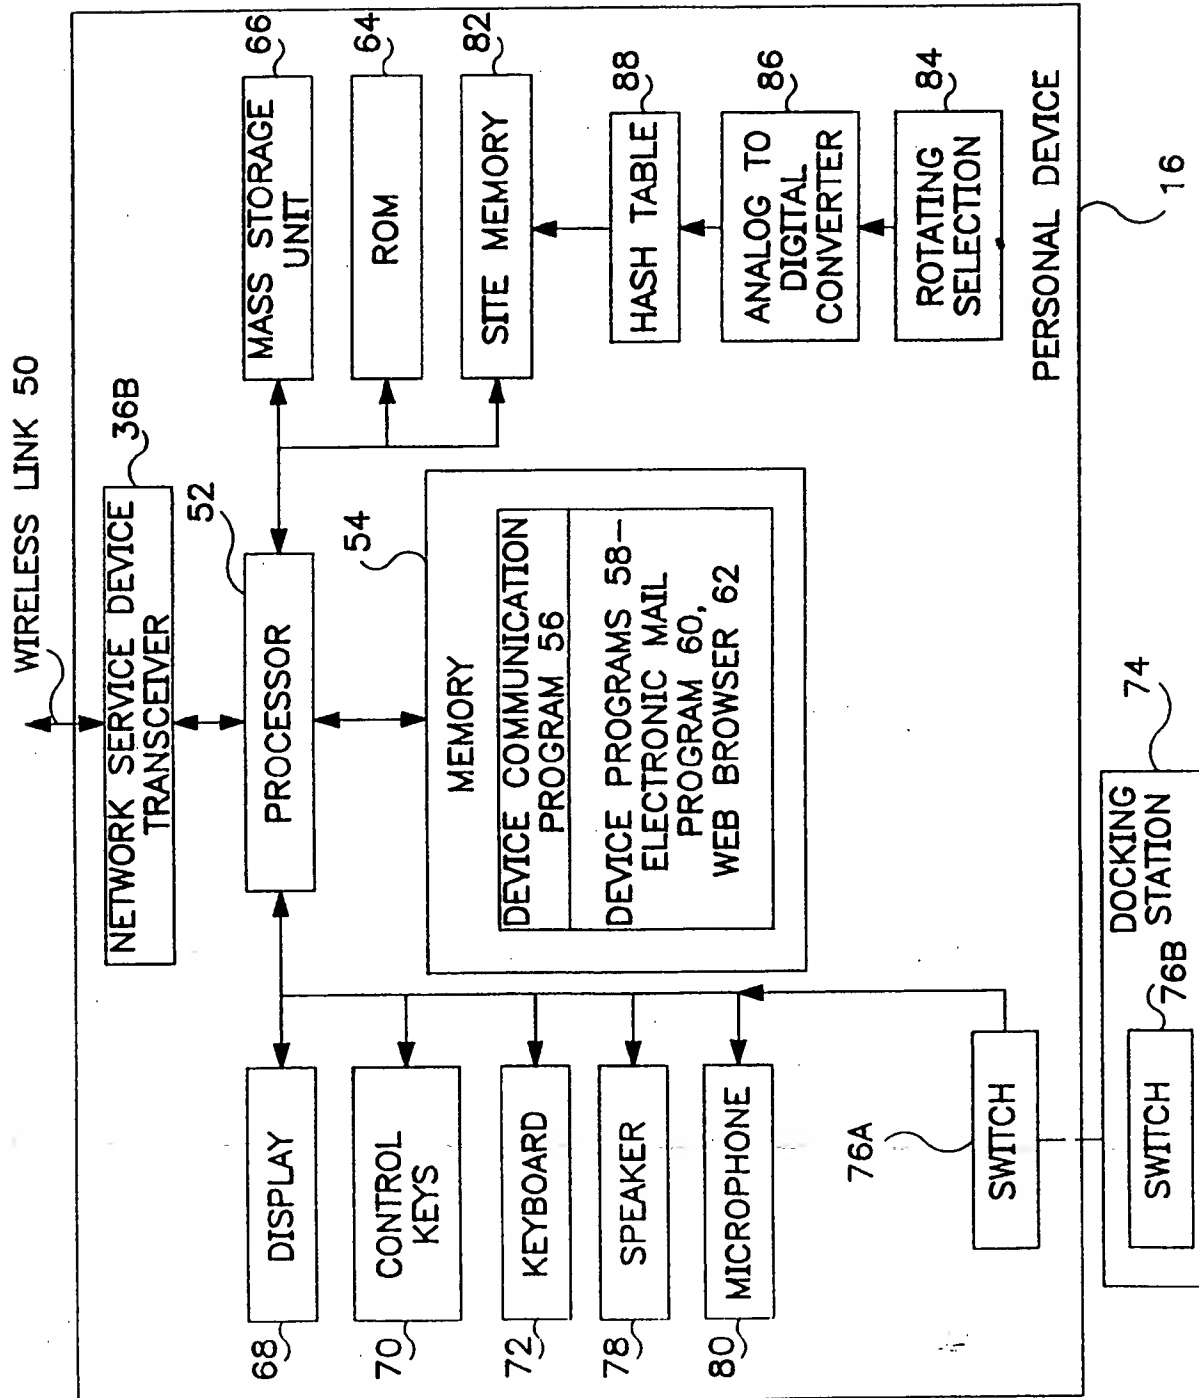 WIRELESS LINK 50
NETWORK SERVICE DEVICE
TRANSCEIVER
36B
PROCESSOR
52
MASS STORAGE
UNIT
66
ROM
64
SITE MEMORY
82
HASH TABLE
88
ANALOG TO
DIGITAL
CONVERTER
86
ROTATING
SELECTION
84
MEMORY
54
DEVICE COMMUNICATION
PROGRAM 56
DEVICE PROGRAMS 58-
ELECTRONIC MAIL
PROGRAM 60,
WEB BROWSER 62
68
DISPLAY
70
CONTROL
KEYS
72
KEYBOARD
78
SPEAKER
80
MICROPHONE
76A
SWITCH
PERSONAL DEVICE
16
DOCKING
STATION
74
76B
SWITCH